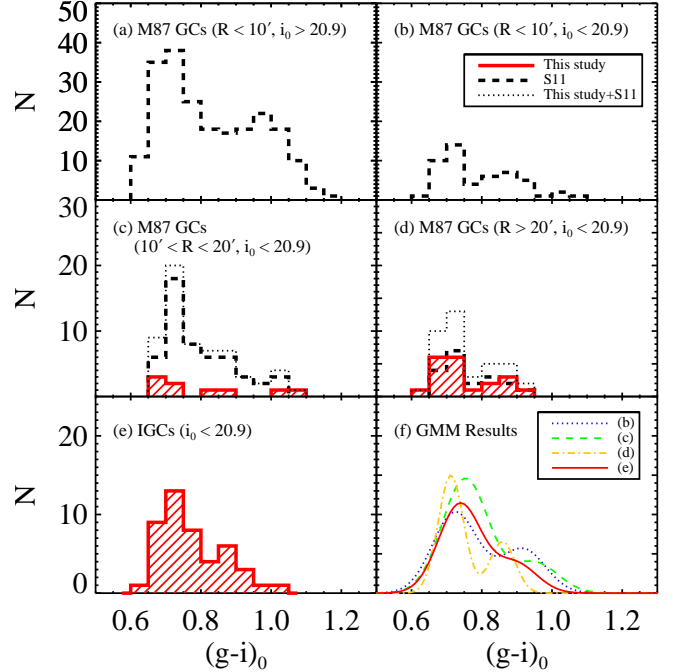 50
40
30
20
10
N
(a) M87 GCs (R < 10′, i₀ > 20.9)
(b) M87 GCs (R < 10′, i₀ < 20.9)
This study
S11
This study+S11
30
20
10
N
(c) M87 GCs
(10′ < R < 20′, i₀ < 20.9)
(d) M87 GCs (R > 20′, i₀ < 20.9)
20
10
0
N
(e) IGCs (i₀ < 20.9)
(f) GMM Results
(b)
(c)
(d)
(e)
0.6 0.8 1.0 1.2 0.6 0.8 1.0 1.2
(g-i)₀ (g-i)₀